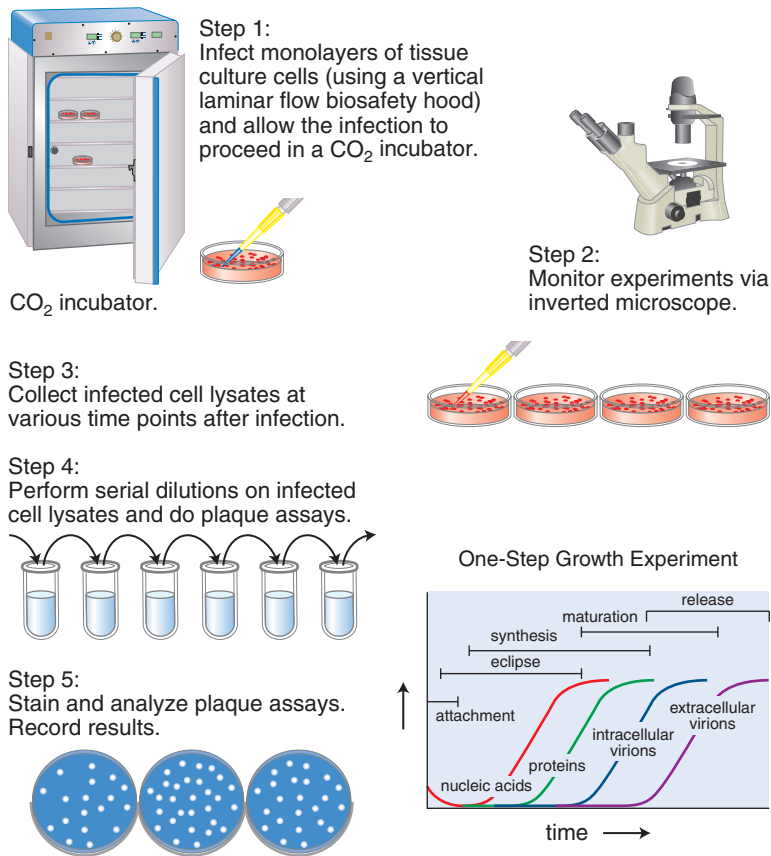 Step 1:
Infect monolayers of tissue
culture cells (using a vertical
laminar flow biosafety hood)
and allow the infection to
proceed in a CO₂ incubator.
CO₂ incubator.
Step 2:
Monitor experiments via
inverted microscope.
Step 3:
Collect infected cell lysates at
various time points after infection.
Step 4:
Perform serial dilutions on infected
cell lysates and do plaque assays.
Step 5:
Stain and analyze plaque assays.
Record results.
One-Step Growth Experiment
release
maturation
synthesis
eclipse
attachment
extracellular
virions
intracellular
virions
proteins
nucleic acids
time